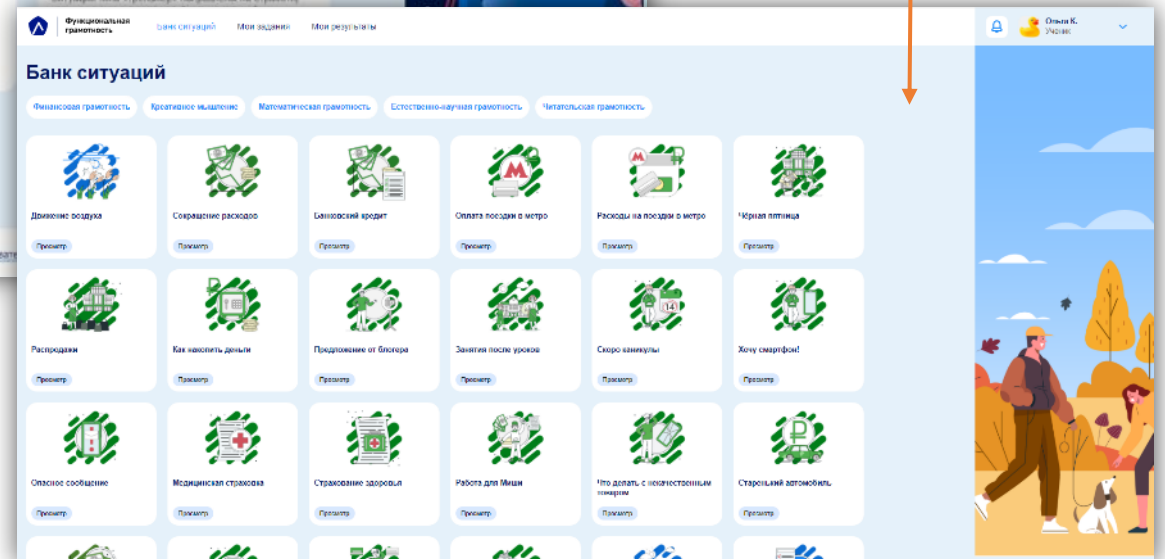 Функциональная
грамотность
Банк ситуаций
Мои задания
Мои результаты
Ольга К.
Ученик
Банк ситуаций
Финансовая грамотность
Креативное мышление
Математическая грамотность
Естественно-научная грамотность
Читательская грамотность
Движение воздуха
Сокращение расходов
Банковский кредит
Оплата поездки в метро
Расходы на поездки в метро
Чёрная пятница
Просмотр
Просмотр
Просмотр
Просмотр
Просмотр
Просмотр
Распродажи
Как накопить деньги
Предложение от блогера
Занятия после уроков
Скоро каникулы
Хочу смартфон!
Просмотр
Просмотр
Просмотр
Просмотр
Просмотр
Просмотр
Опасное сообщение
Медицинская страховка
Страхование здоровья
Работа для Миши
Что делать с некачественным
товаром
Старенький автомобиль
Просмотр
Просмотр
Просмотр
Просмотр
Просмотр
Просмотр